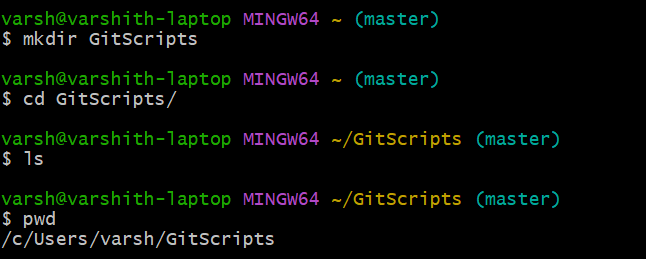 varsh@varshith-laptop MINGW64 ~ (master)
$ mkdir GitScripts
varsh@varshith-laptop MINGW64 ~ (master)
$ cd GitScripts/
varsh@varshith-laptop MINGW64 ~/GitScripts (master)
$ ls
varsh@varshith-laptop MINGW64 ~/GitScripts (master)
$ pwd
/c/Users/varsh/GitScripts